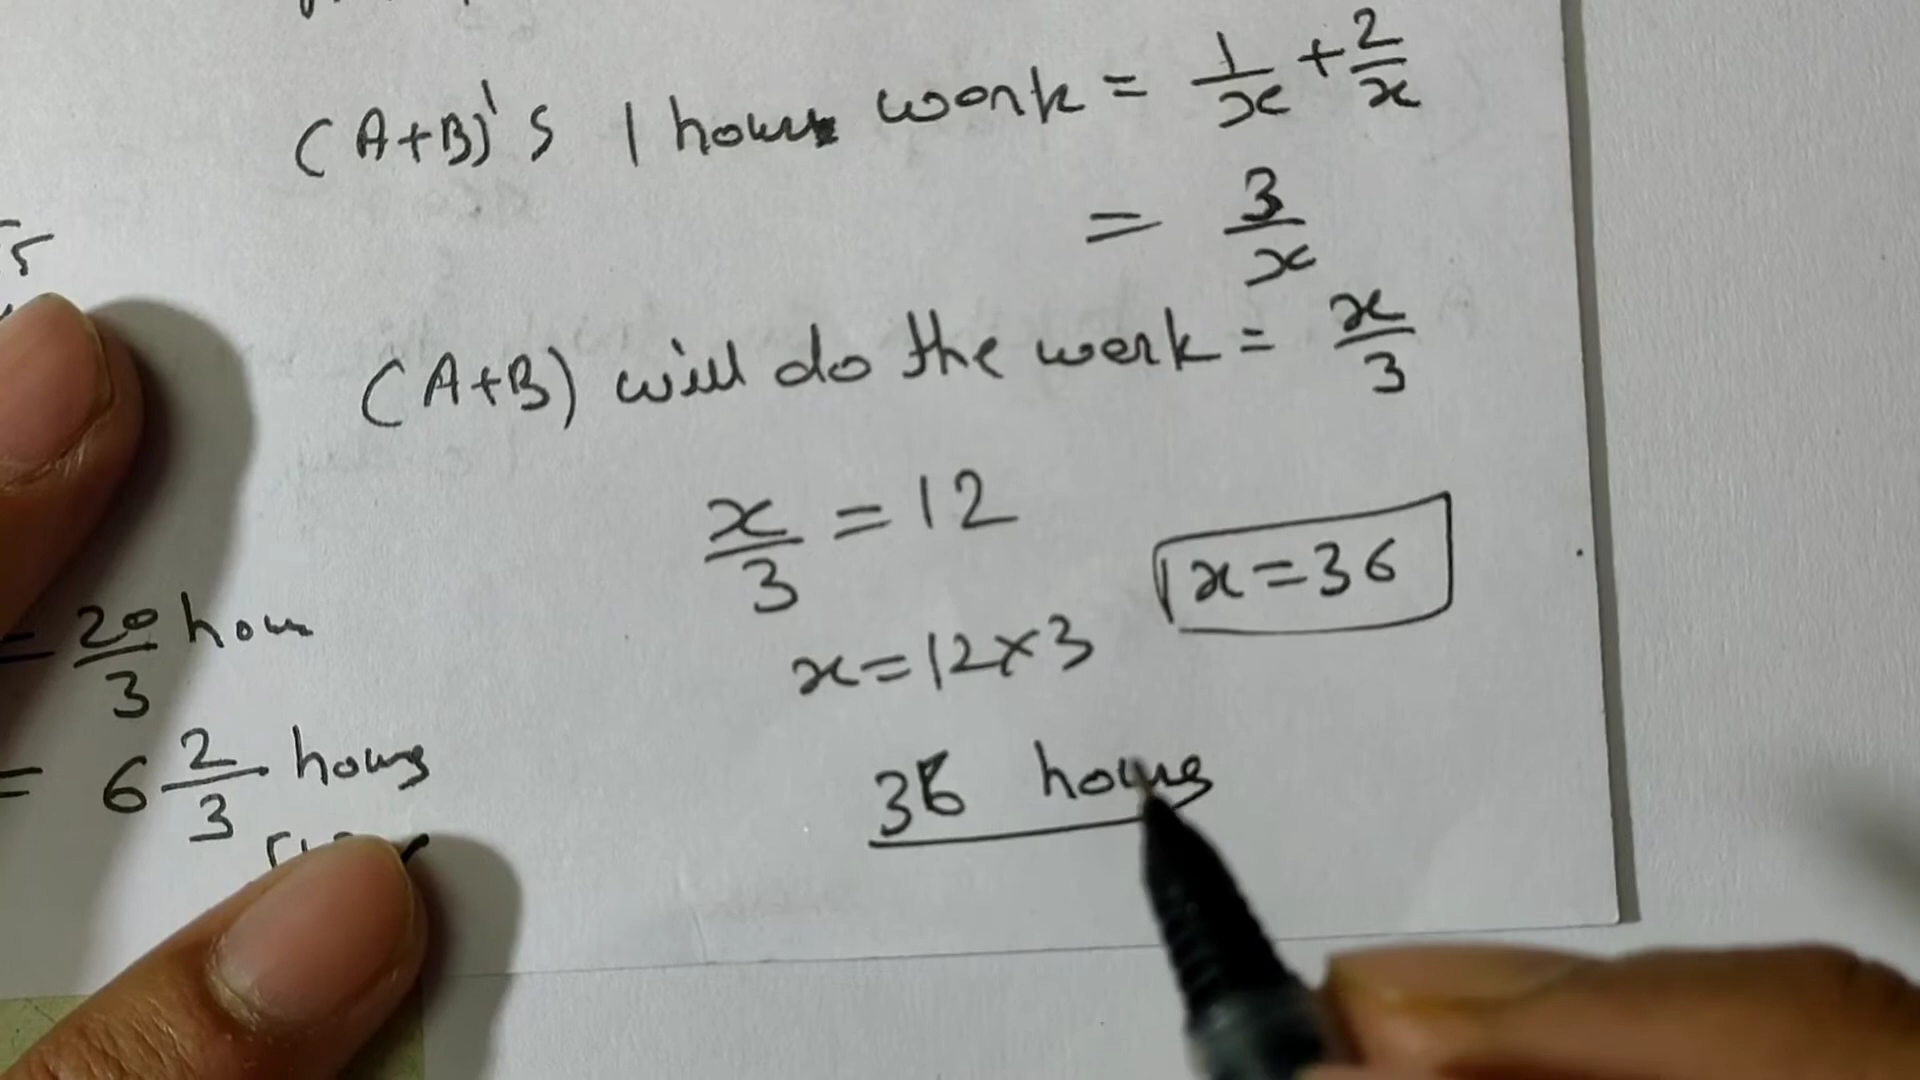 (A+B)'s 1 hour work = 1/x + 2/x
= 3/x
(A+B) will do the work = x/3
x/3 = 12
x = 12 × 3
x = 36
36 hours
= 20/3 hour
= 6 2/3 hours